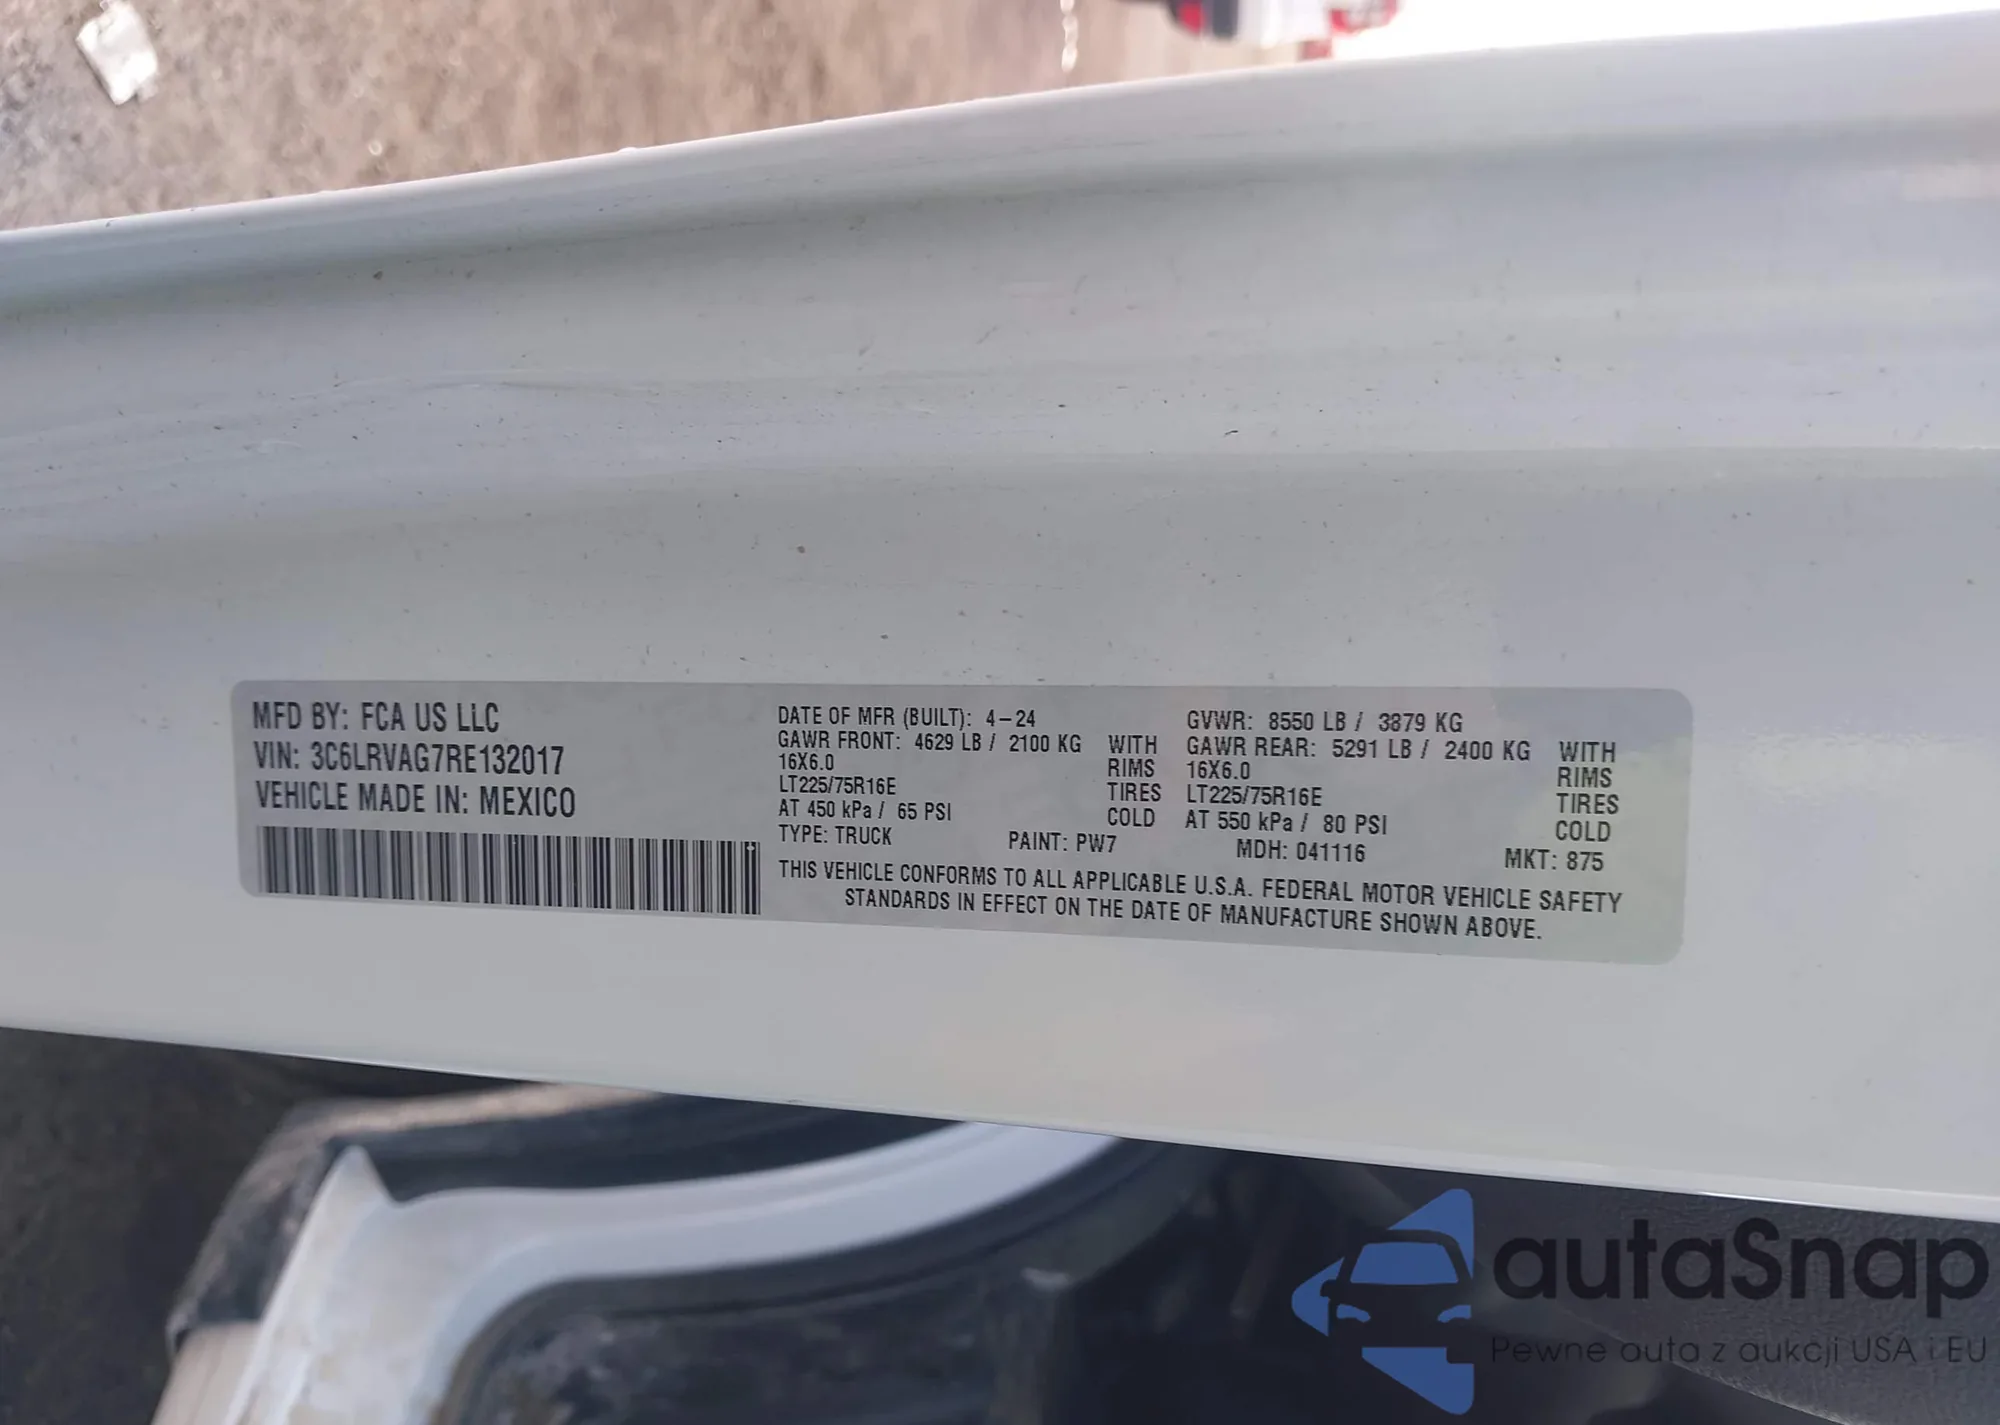 MFD BY: FCA US LLC
VIN: 3C6LRVAG7RE132017
VEHICLE MADE IN: MEXICO
DATE OF MFR (BUILT): 4-24
GAWR FRONT: 4629 LB / 2100 KG WITH
16X6.0 RIMS
LT225/75R16E TIRES
AT 450 kPa / 65 PSI COLD
GVWR: 8550 LB / 3879 KG
GAWR REAR: 5291 LB / 2400 KG WITH
16X6.0 RIMS
LT225/75R16E TIRES
AT 550 kPa / 80 PSI COLD
TYPE: TRUCK PAINT: PW7 MDH: 041116 MKT: 875
THIS VEHICLE CONFORMS TO ALL APPLICABLE U.S.A. FEDERAL MOTOR VEHICLE SAFETY
STANDARDS IN EFFECT ON THE DATE OF MANUFACTURE SHOWN ABOVE.
autaSnap
Pewne auta z aukcji USA i EU